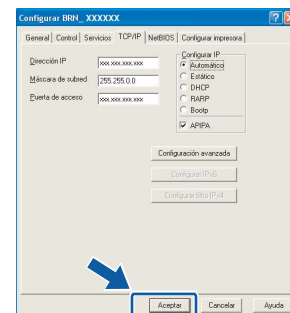 Configurar BRN_ XXXXXX
General Control Servicios TCP/IP NetBIOS Configurar impresora
Dirección IP xxx.xxx.xxx.xxx
Máscara de subred 255.255.0.0
Puerta de acceso xxx.xxx.xxx.xxx
Configurar IP
Automático
Estático
DHCP
RARP
Bootp
APIPA
Configuración avanzada
Configurar IPv6
Configurar filtro IPv4
Aceptar Cancelar Ayuda